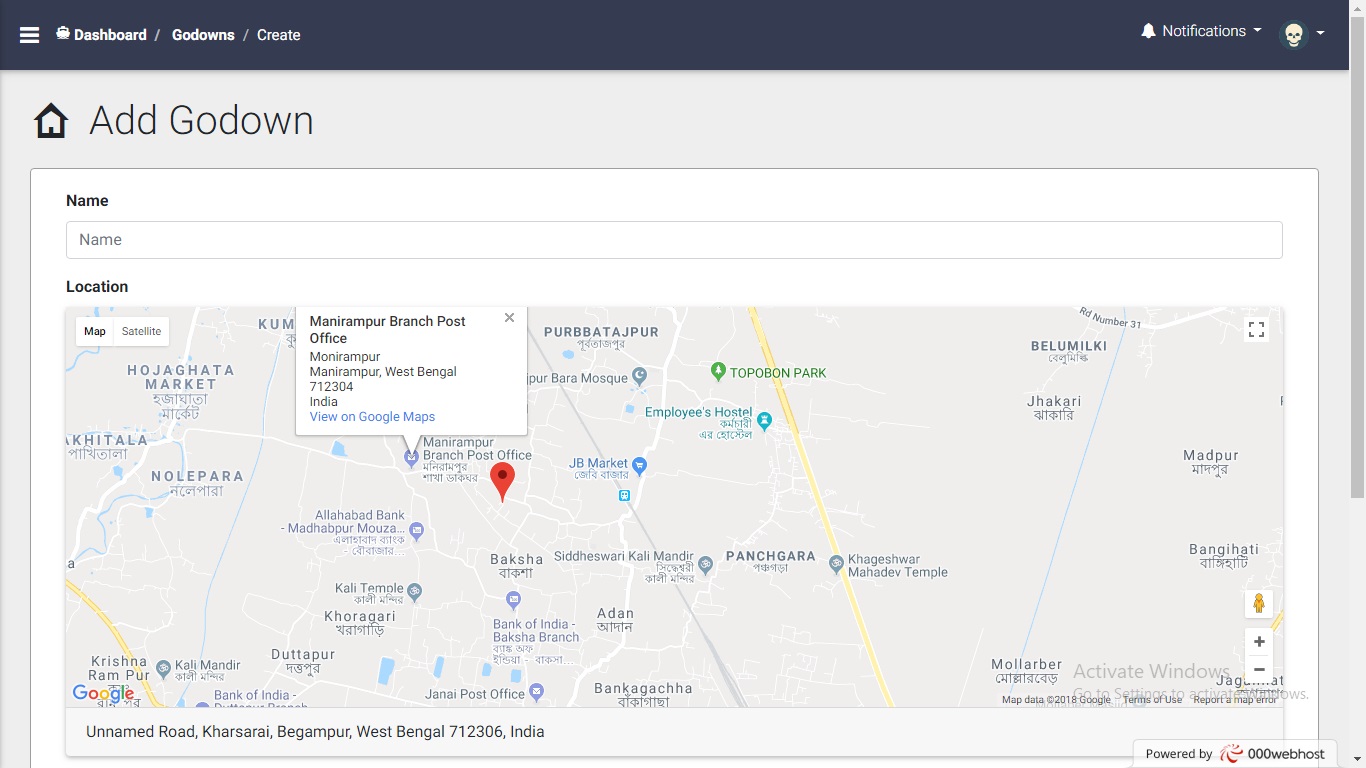 Dashboard / Godowns / Create
Notifications
Add Godown
Name
Name
Location
Map Satellite
Manirampur Branch Post
Office
Monirampur
Manirampur, West Bengal
712304
India
View on Google Maps
KUM
HOJAGHATA
MARKET
হজাঘাতা
মার্কেট
AKHITALA
পাখিতালা
NOLEPARA
নলেপারা
PURBBATAJPUR
পূর্বতাজপুর
jpur Bara Mosque
TOPOBON PARK
Employee's Hostel
কর্মচারী
এর হোস্টেল
JB Market
জেবি বাজার
Rd Number 31
BELUMILKI
বেলুমিল্কি
Jhakari
ঝাকারি
Madpur
মাদপুর
Manirampur
Branch Post Office
মনিরামপুর
শাখা ডাকঘর
Allahabad Bank
- Madhabpur Mouza...
এলাহাবাদ ব্যাংক
- বৌবাজার...
Baksha
বাকশা
Siddheswari Kali Mandir
সিদ্ধেশ্বরী
কালী মন্দির
PANCHGARA
পঞ্চগড়া
Khageshwar
Mahadev Temple
Bangihati
বাঙ্গিহাটি
Kali Temple
কালী মন্দির
Khoragari
খরাগাড়ি
Bank of India -
Baksha Branch
ব্যাঙ্ক অফ
ইন্ডিয়া - বাকসা...
Adan
আদান
Duttapur
দত্তপুর
Krishna
Ram Pur
Kali Mandir
কালী মন্দির
Bank of India -
Duttapur Branch
Janai Post Office
Bankagachha
বাঁকাগাছা
Mollarber
মোল্লারবেড়
Jagannat
Google
Activate Windows
Go to Settings to activate Windows.
Map data ©2018 Google Terms of Use Report a map error
Unnamed Road, Kharsarai, Begampur, West Bengal 712306, India
Powered by 000webhost